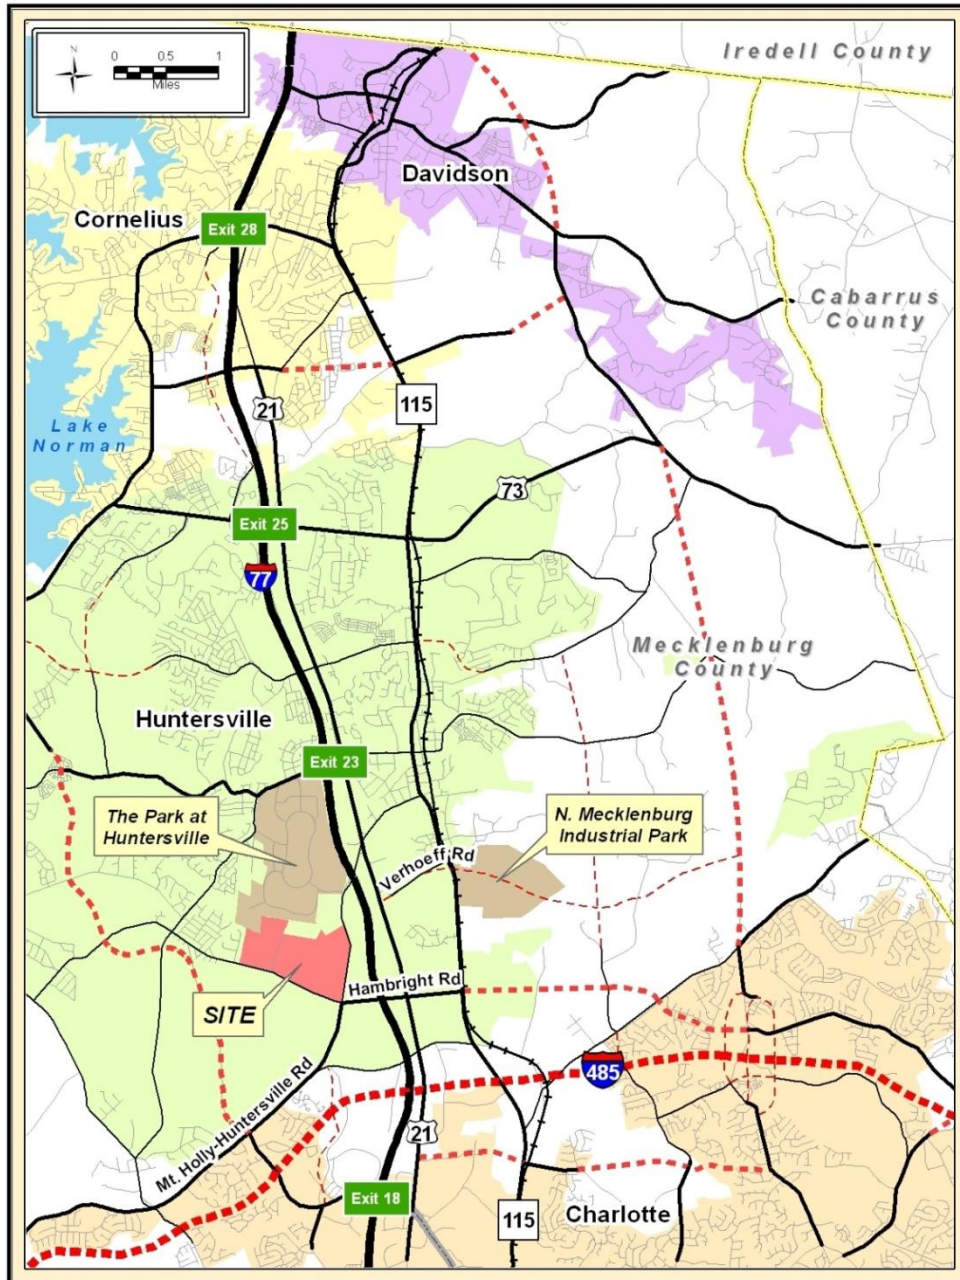 N
0 0.5 1
Miles
Iredell County
Davidson
Cornelius
Exit 28
Cabarrus
County
21
115
Lake
Norman
73
Exit 25
77
Mecklenburg
County
Huntersville
Exit 23
The Park at
Huntersville
N. Mecklenburg
Industrial Park
Verhoeff Rd
Hambright Rd
SITE
485
Mt. Holly-Huntersville Rd
21
Exit 18
115
Charlotte